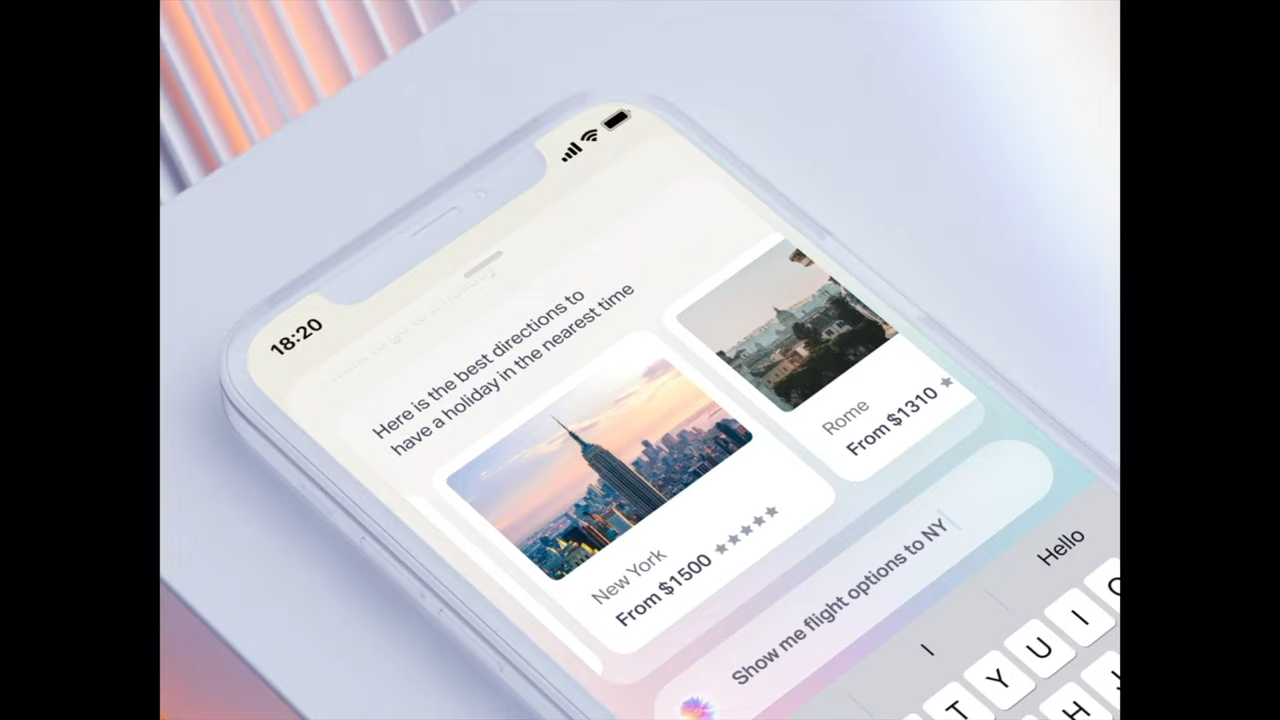 18:20
Here is the best directions to
have a holiday in the nearest time
New York
From $1500
Rome
From $1310
Show me flight options to NY
I
Hello
T Y U I
H J